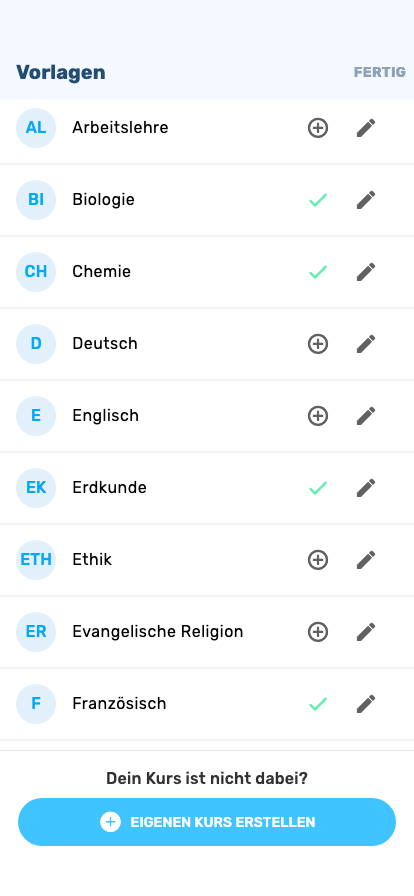 Vorlagen FERTIG
AL Arbeitslehre
BI Biologie
CH Chemie
D Deutsch
E Englisch
EK Erdkunde
ETH Ethik
ER Evangelische Religion
F Französisch
Dein Kurs ist nicht dabei?
EIGENEN KURS ERSTELLEN